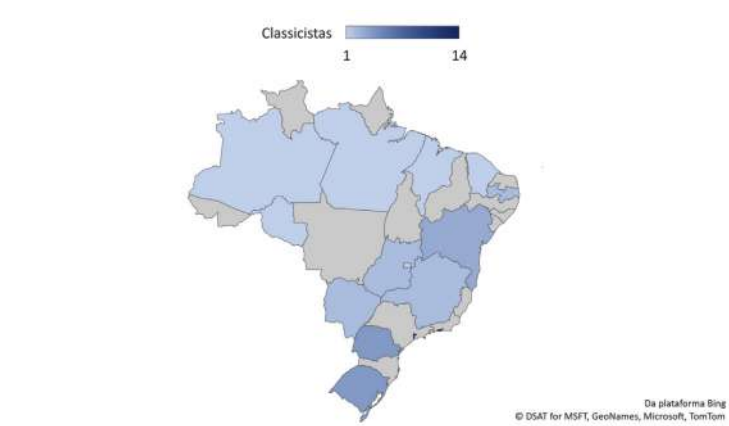 Classicistas
1 14
Da plataforma Bing
© DSAT for MSFT, GeoNames, Microsoft, TomTom